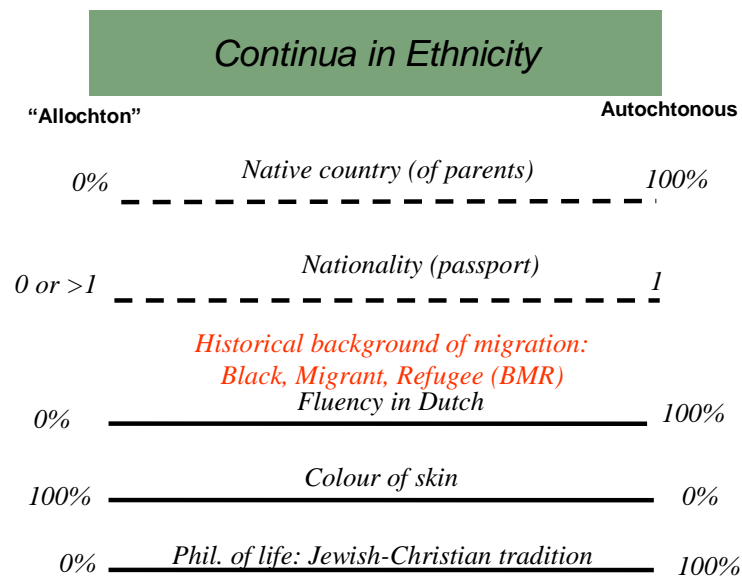 Continua in Ethnicity
“Allochton”
Autochtonous
Native country (of parents)
0%
100%
Nationality (passport)
0 or >1
1
Historical background of migration:
Black, Migrant, Refugee (BMR)
Fluency in Dutch
0%
100%
Colour of skin
100%
0%
0%
Phil. of life: Jewish-Christian tradition
100%